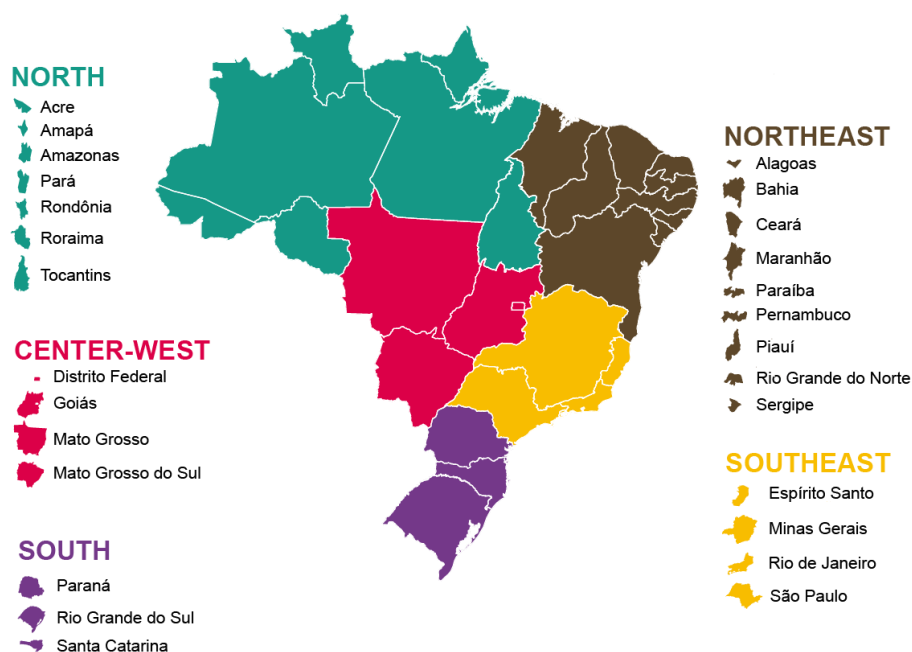 NORTH
Acre
Amapá
Amazonas
Pará
Rondônia
Roraima
Tocantins
CENTER-WEST
Distrito Federal
Goiás
Mato Grosso
Mato Grosso do Sul
SOUTH
Paraná
Rio Grande do Sul
Santa Catarina
NORTHEAST
Alagoas
Bahia
Ceará
Maranhão
Paraíba
Pernambuco
Piauí
Rio Grande do Norte
Sergipe
SOUTHEAST
Espírito Santo
Minas Gerais
Rio de Janeiro
São Paulo